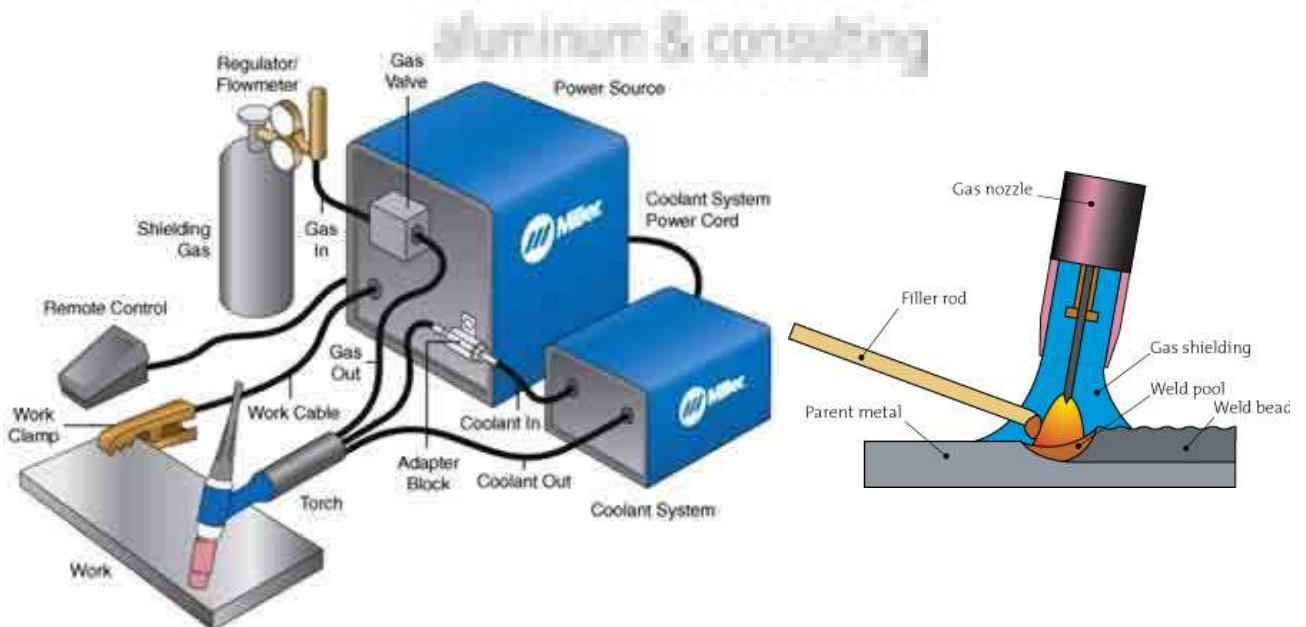 aluminum & consulting
Regulator/
Flowmeter
Gas
Valve
Power Source
Shielding
Gas
Gas
In
Miller
Coolant System
Power Cord
Remote Control
Gas
Out
Work
Clamp
Work Cable
Coolant In
Miller
Adapter
Block
Coolant Out
Torch
Coolant System
Work
Gas nozzle
Filler rod
Gas shielding
Weld pool
Parent metal
Weld bead